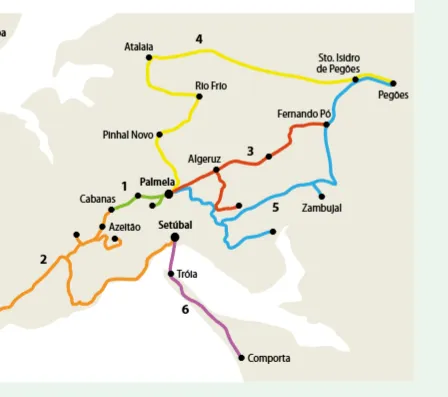 4
Atalaia
Sto. Isidro
de Pegões
Pegões
Rio Frio
Fernando Pó
Pinhal Novo
3
Algeruz
1
Palmela
Cabanas
5
Zambujal
Azeitão
Setúbal
2
Tróia
6
Comporta